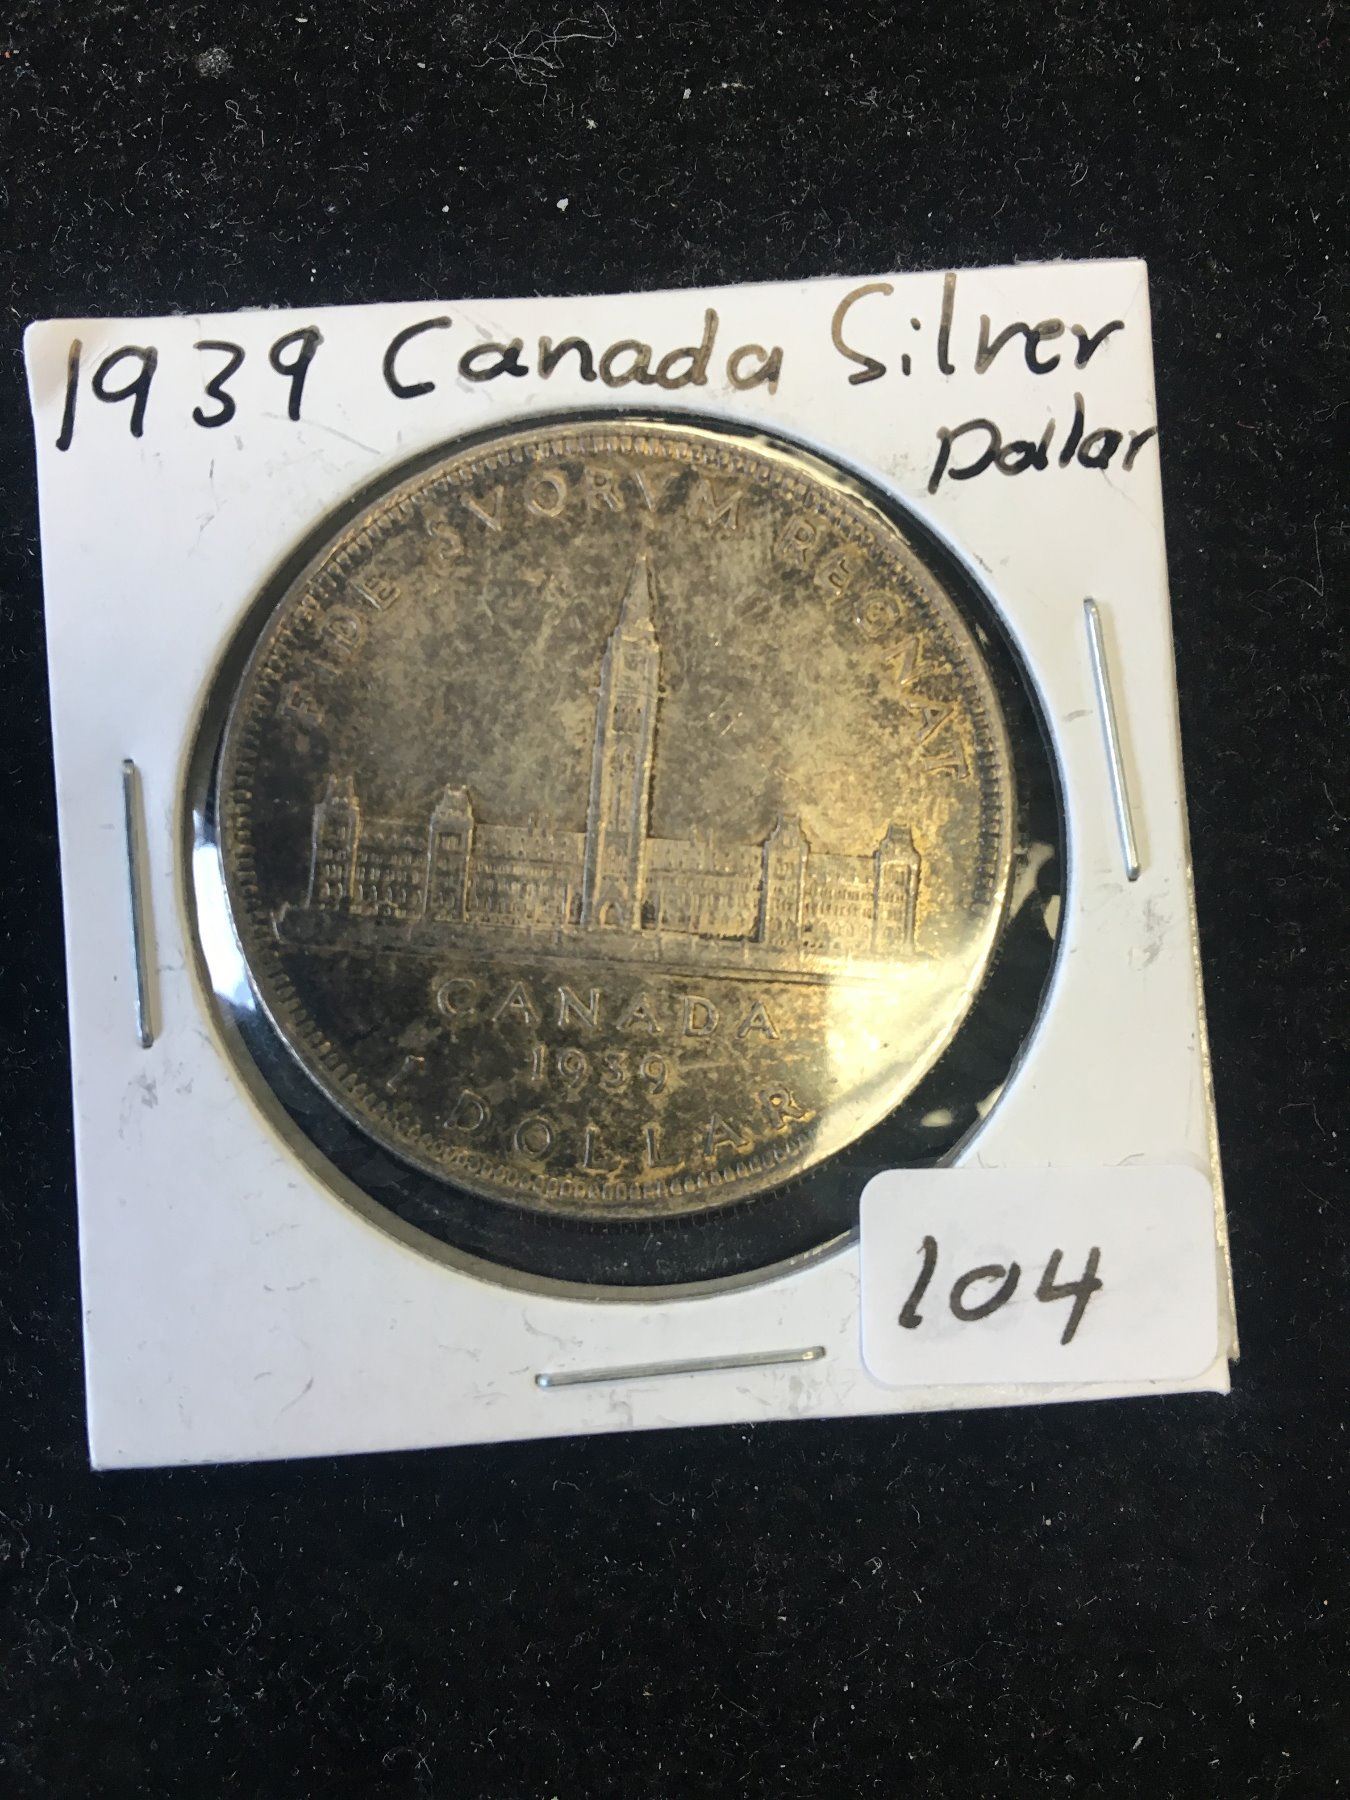 1939 Canada Silver
Dollar
FIDE SVORVM REGNAT
CANADA
1939
1 DOLLAR
104